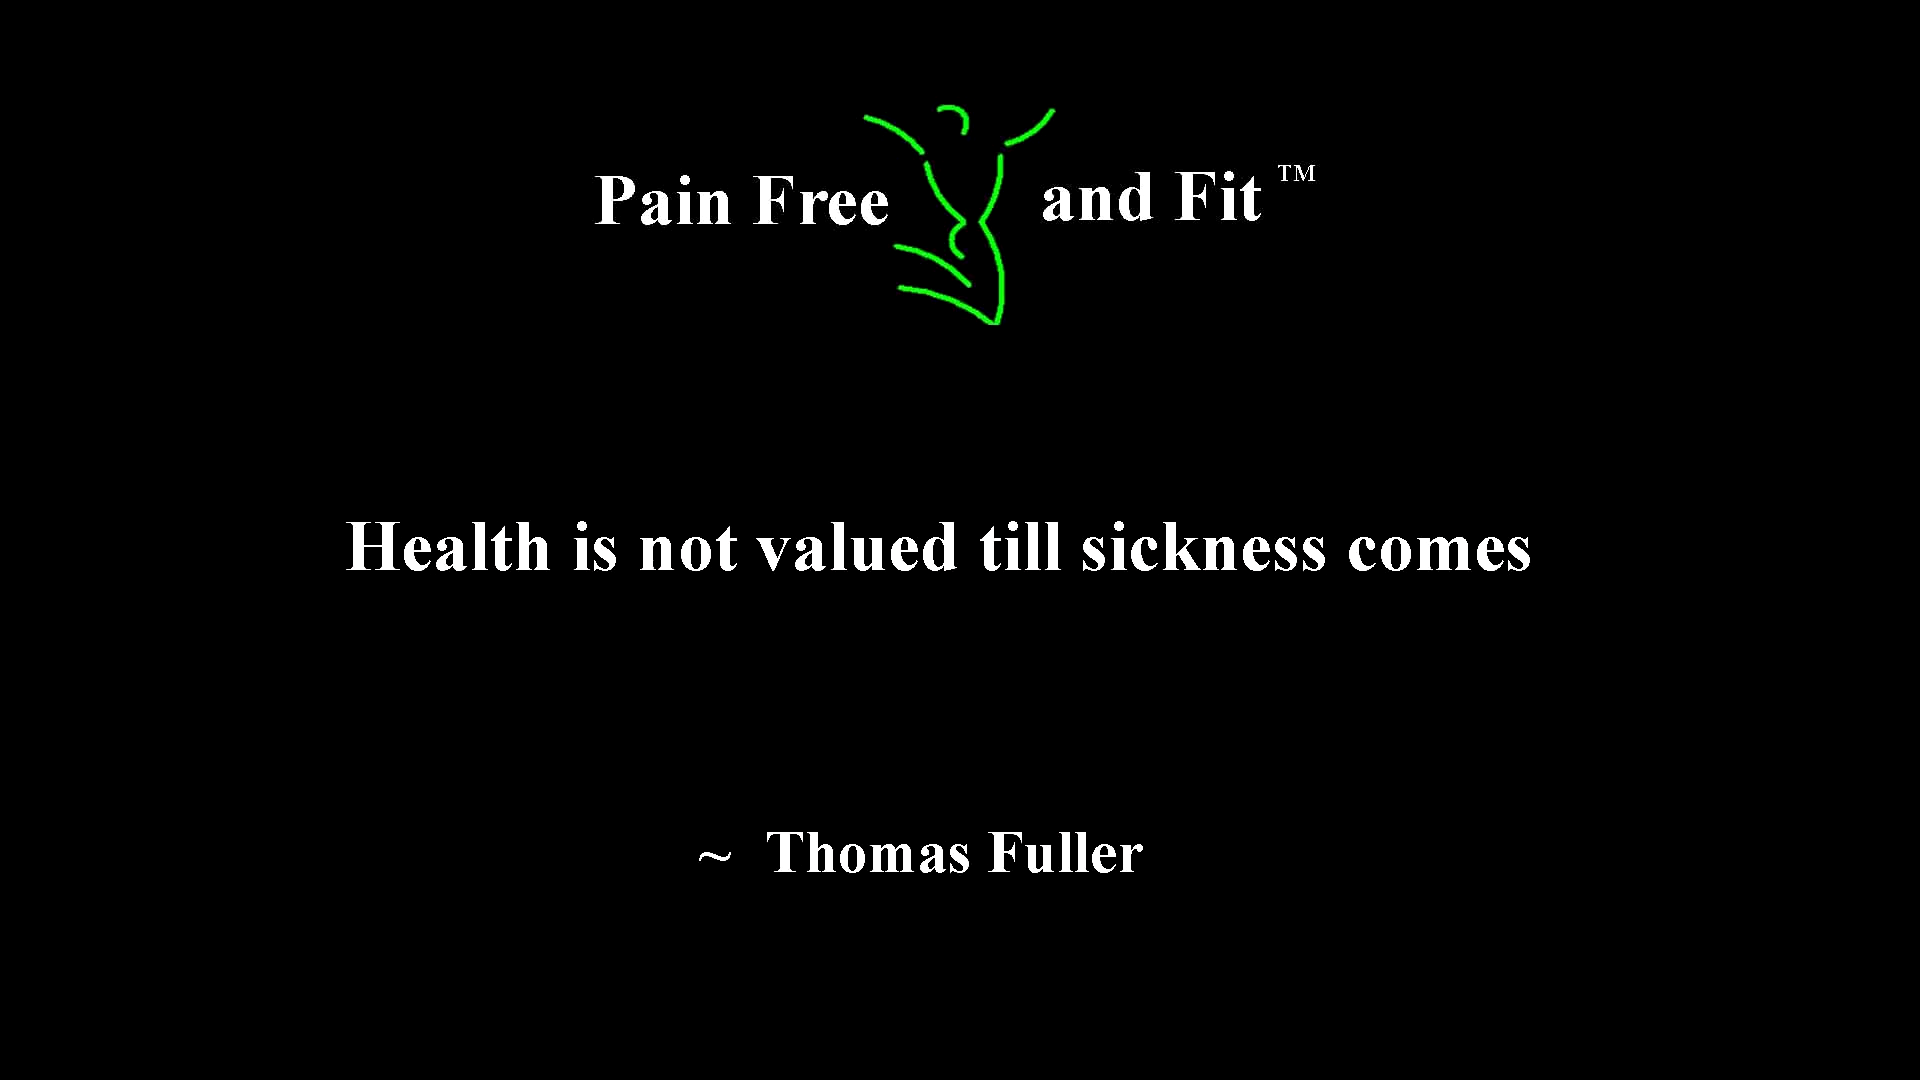 Pain Free and Fit ™
Health is not valued till sickness comes
~ Thomas Fuller